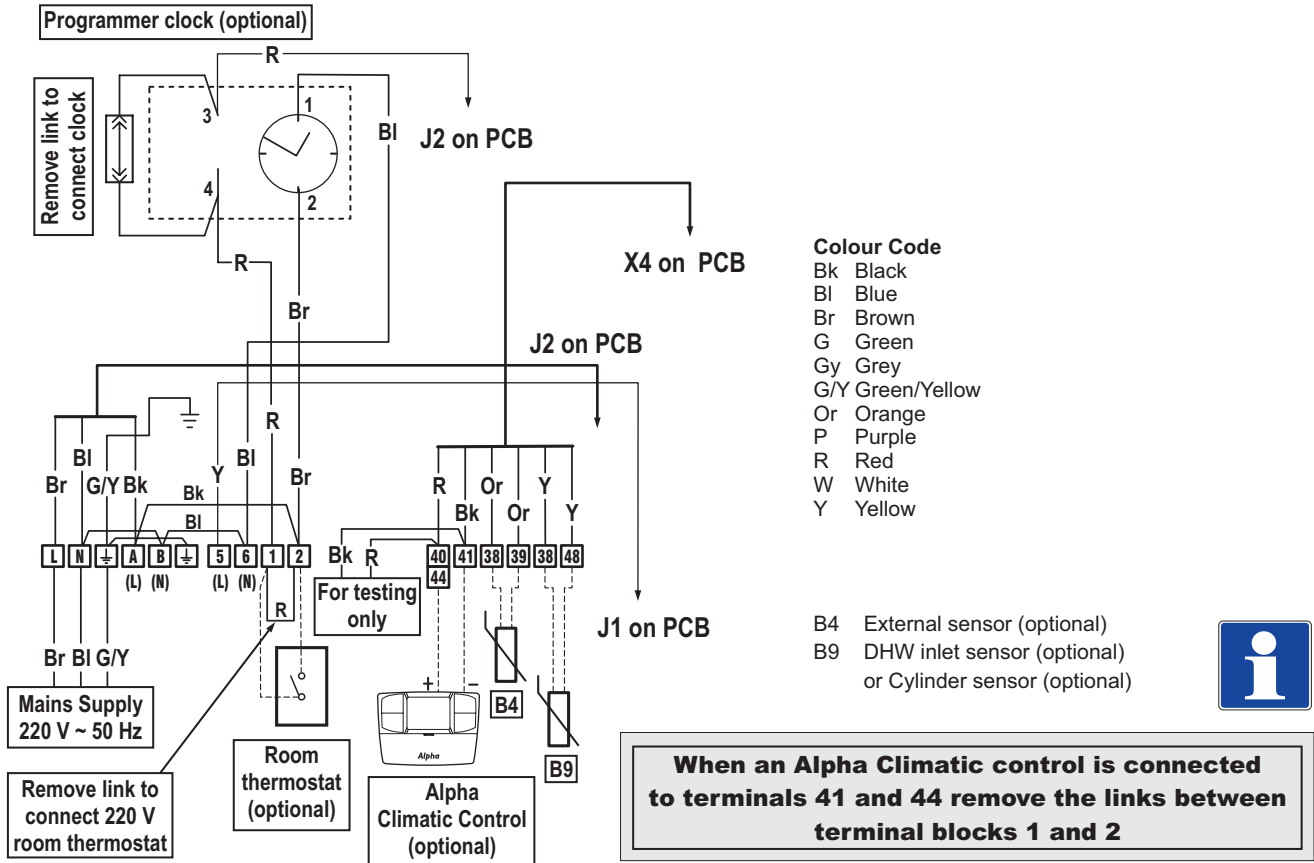 Programmer clock (optional)
R
Remove link to
connect clock
3
1
Bl
J2 on PCB
4
2
R
X4 on PCB
Br
J2 on PCB
Colour Code
Bk Black
Bl Blue
Br Brown
G Green
Gy Grey
G/Y Green/Yellow
Or Orange
P Purple
R Red
W White
Y Yellow
R
Bl
Y
Bl
Br
Br
G/Y
Bk
Bk
Bl
R
Bk
Or
Or
Y
Y
L N A B 5 6 1 2
(L) (N) (L) (N)
Bk R
40 41 38 39 38 48
44
For testing
only
R
J1 on PCB
Br Bl G/Y
Mains Supply
220 V ~ 50 Hz
Remove link to
connect 220 V
room thermostat
Room
thermostat
(optional)
+ −
Alpha
Alpha
Climatic Control
(optional)
B4
B9
B4 External sensor (optional)
B9 DHW inlet sensor (optional)
or Cylinder sensor (optional)
i
When an Alpha Climatic control is connected
to terminals 41 and 44 remove the links between
terminal blocks 1 and 2